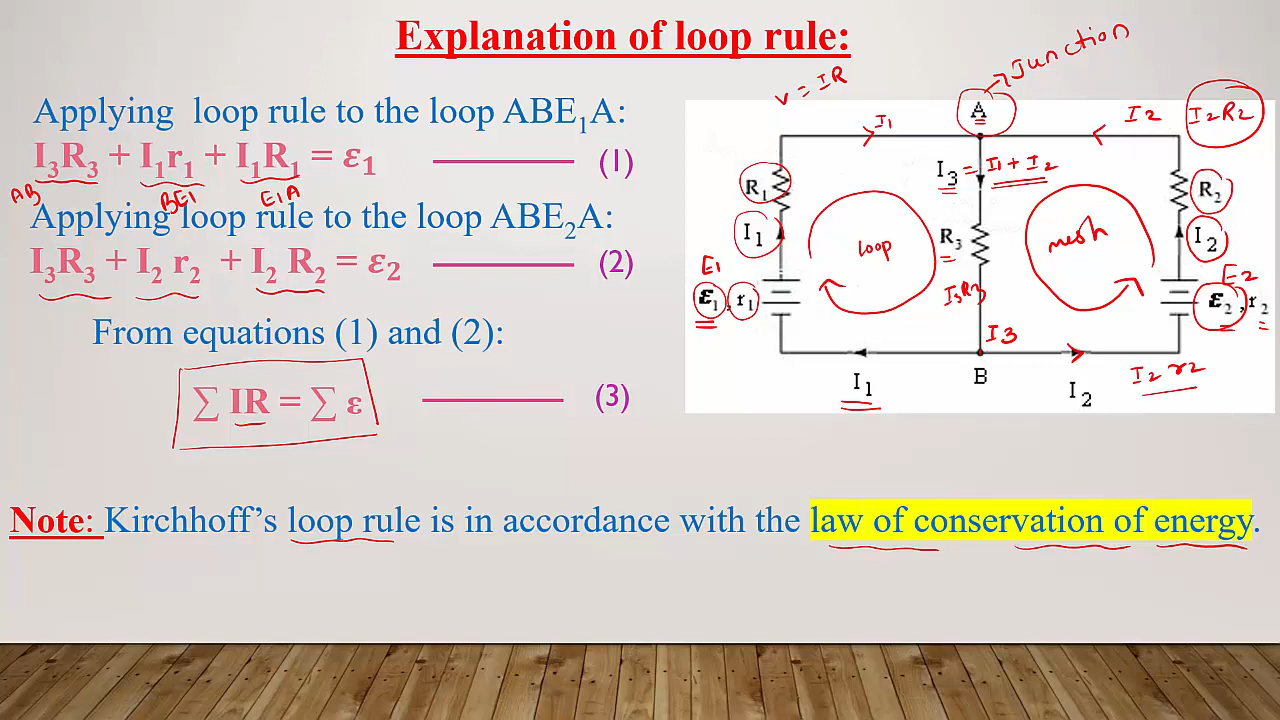 Explanation of loop rule:
Applying loop rule to the loop ABE₁A:
I₃R₃ + I₁r₁ + I₁R₁ = ε₁ (1)
AB BE1 E1A
Applying loop rule to the loop ABE₂A:
I₃R₃ + I₂ r₂ + I₂ R₂ = ε₂ (2)
From equations (1) and (2):
∑ IR = ∑ ε (3)
V = IR
Junction
A
I1
I2
I2R2
I₃ = I1 + I2
R₁
R₂
I₁
loop
R₃
mesh
I₂
E1
E2
ε₁, r₁
I3R3
ε₂, r₂
I3
I₁
B
I₂
I2 r2
Note: Kirchhoff's loop rule is in accordance with the law of conservation of energy.